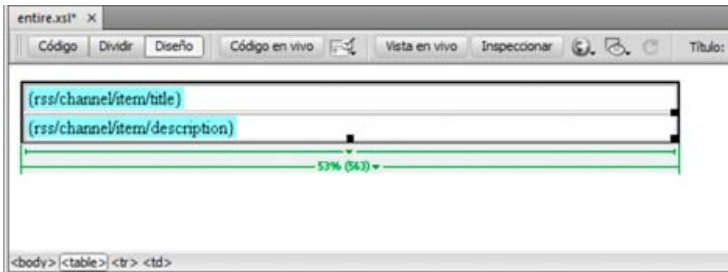 entire.xsl* ×
Código Dividir Diseño Código en vivo Vista en vivo Inspeccionar Título:
{rss/channel/item/title}
{rss/channel/item/description}
53% (563)
<body> <table> <tr> <td>